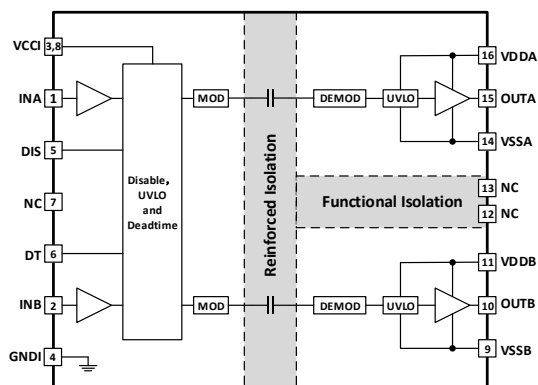 VCCI 3,8
INA 1
DIS 5
NC 7
DT 6
INB 2
GNDI 4
Disable,
UVLO
and
Deadtime
MOD
MOD
Reinforced Isolation
DEMOD
UVLO
16 VDDA
15 OUTA
14 VSSA
Functional Isolation
13 NC
12 NC
DEMOD
UVLO
11 VDDB
10 OUTB
9 VSSB